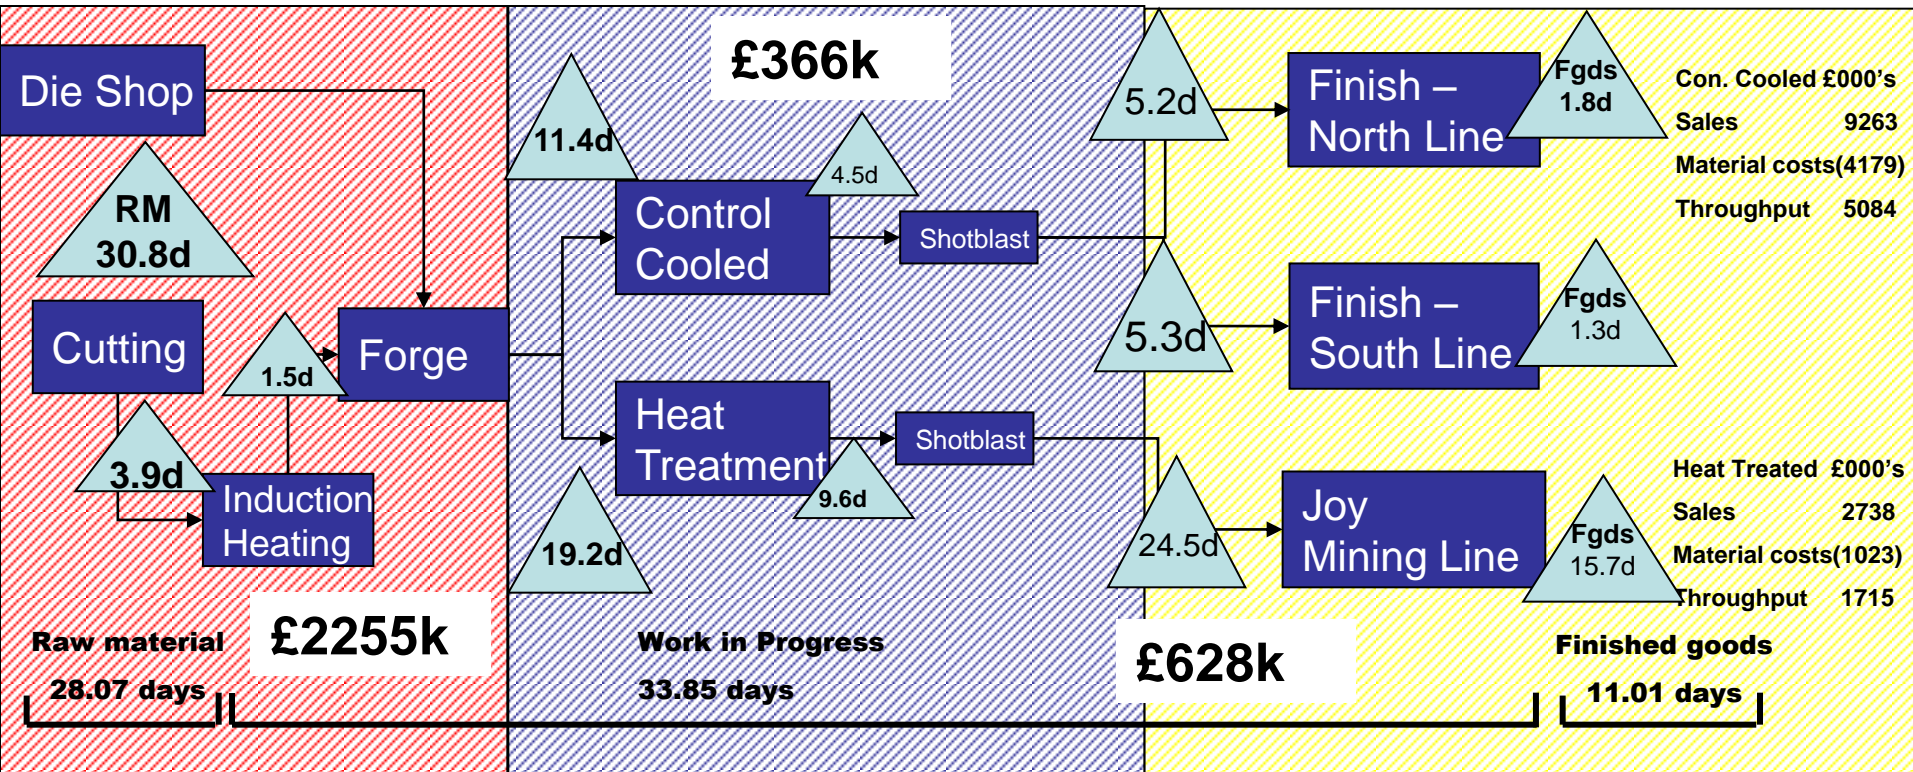 Die Shop
RM
30.8d
Cutting
3.9d
Induction
Heating
1.5d
Forge
£2255k
Raw material
28.07 days
£366k
11.4d
Control
Cooled
4.5d
Shotblast
Heat
Treatment
19.2d
9.6d
Shotblast
Work in Progress
33.85 days
5.2d
Finish –
North Line
Fgds
1.8d
5.3d
Finish –
South Line
Fgds
1.3d
24.5d
Joy
Mining Line
Fgds
15.7d
£628k
Con. Cooled £000's
Sales 9263
Material costs(4179)
Throughput 5084
Heat Treated £000's
Sales 2738
Material costs(1023)
Throughput 1715
Finished goods
11.01 days